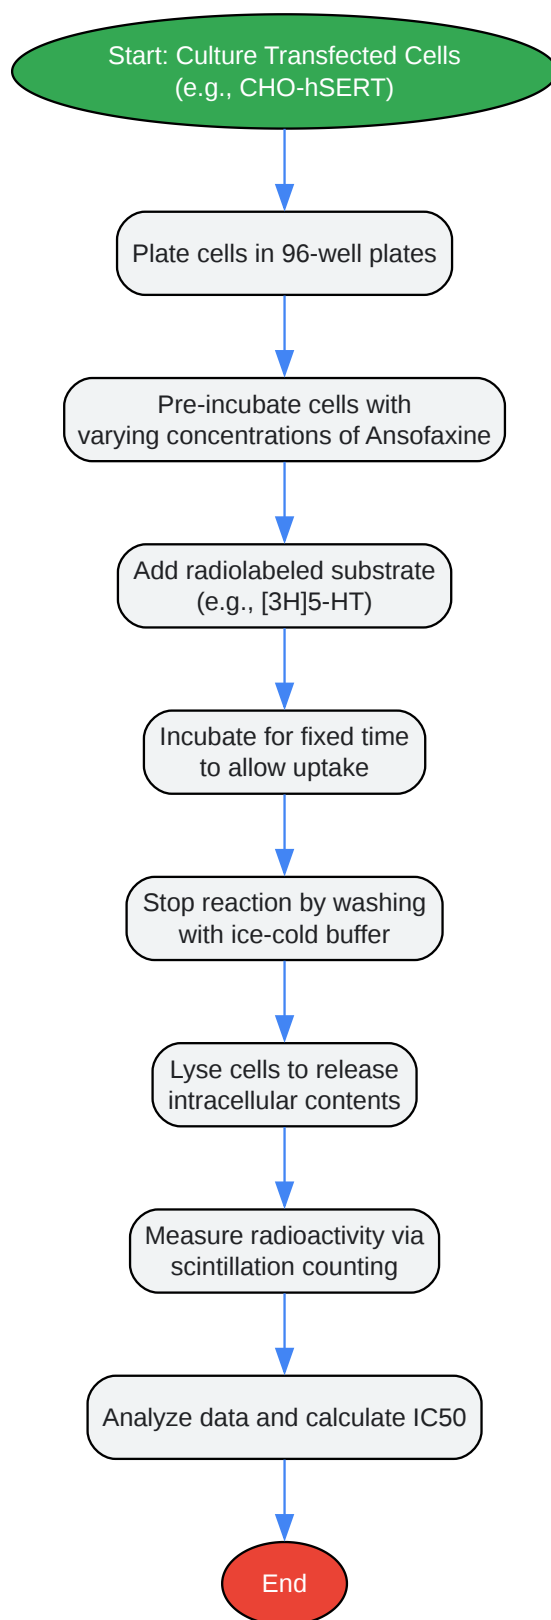 Start: Culture Transfected Cells
(e.g., CHO-hSERT)
Plate cells in 96-well plates
Pre-incubate cells with
varying concentrations of Ansofaxine
Add radiolabeled substrate
(e.g., [3H]5-HT)
Incubate for fixed time
to allow uptake
Stop reaction by washing
with ice-cold buffer
Lyse cells to release
intracellular contents
Measure radioactivity via
scintillation counting
Analyze data and calculate IC50
End